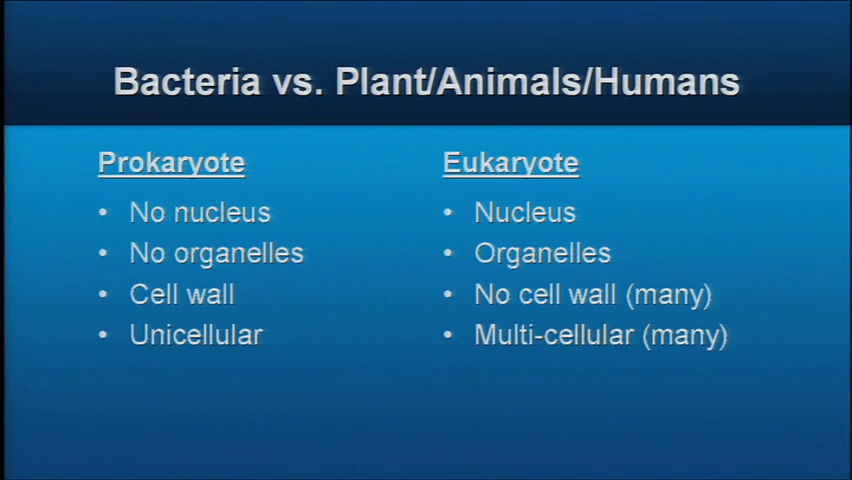 Bacteria vs. Plant/Animals/Humans
Prokaryote
• No nucleus
• No organelles
• Cell wall
• Unicellular
Eukaryote
• Nucleus
• Organelles
• No cell wall (many)
• Multi-cellular (many)